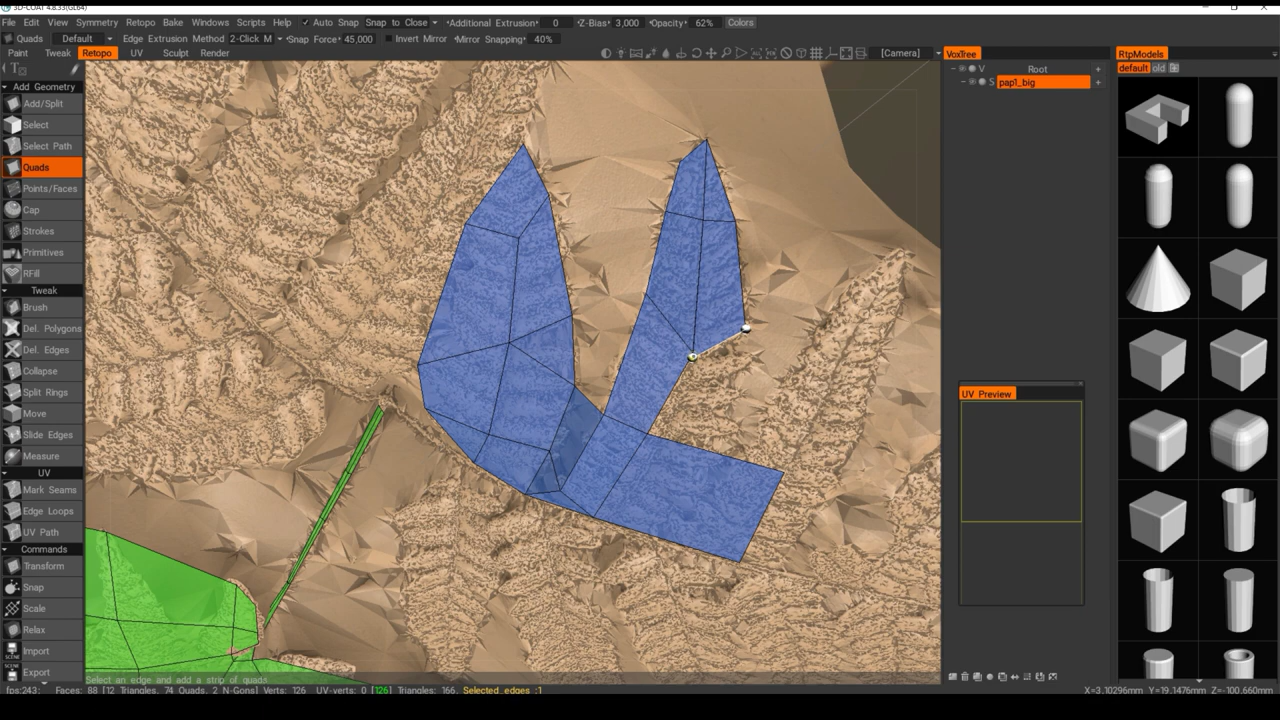 3D-COAT 4.8.33(GL64)
File Edit View Symmetry Retopo Bake Windows Scripts Help Auto Snap Snap to Close Additional Extrusion: 0 Z-Bias: 3,000 Opacity: 62% Colors
Quads Default Edge Extrusion Method 2-Click M Snap Force 45,000 Invert Mirror Mirror Snapping 40%
Paint Tweak Retopo UV Sculpt Render [Camera] VoxTree RtpModels
default old
Add Geometry
Add/Split
Select
Select Path
Quads
Points/Faces
Cap
Strokes
Primitives
RFill
Tweak
Brush
Del. Polygons
Del. Edges
Collapse
Split Rings
Move
Slide Edges
Measure
UV
Mark Seams
Edge Loops
UV Path
Commands
Transform
Snap
Scale
Relax
Import
Export
V Root +
S pap1_big +
UV Preview
Select an edge and add a strip of quads
fps:243; Faces: 88 [12 Triangles, 74 Quads, 2 N-Gons] Verts: 126 UV-verts: 0 [126] Triangles: 166, Selected edges :1 X=3.10296mm Y=19.1476mm Z=-100.660mm